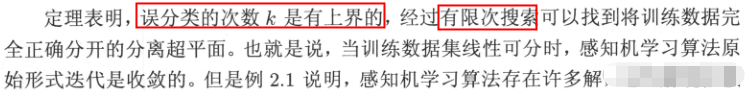 定理表明，误分类的次数 k 是有上界的，经过有限次搜索可以找到将训练数据完
全正确分开的分离超平面。也就是说，当训练数据集线性可分时，感知机学习算法原
始形式迭代是收敛的。但是例 2.1 说明，感知机学习算法存在许多解